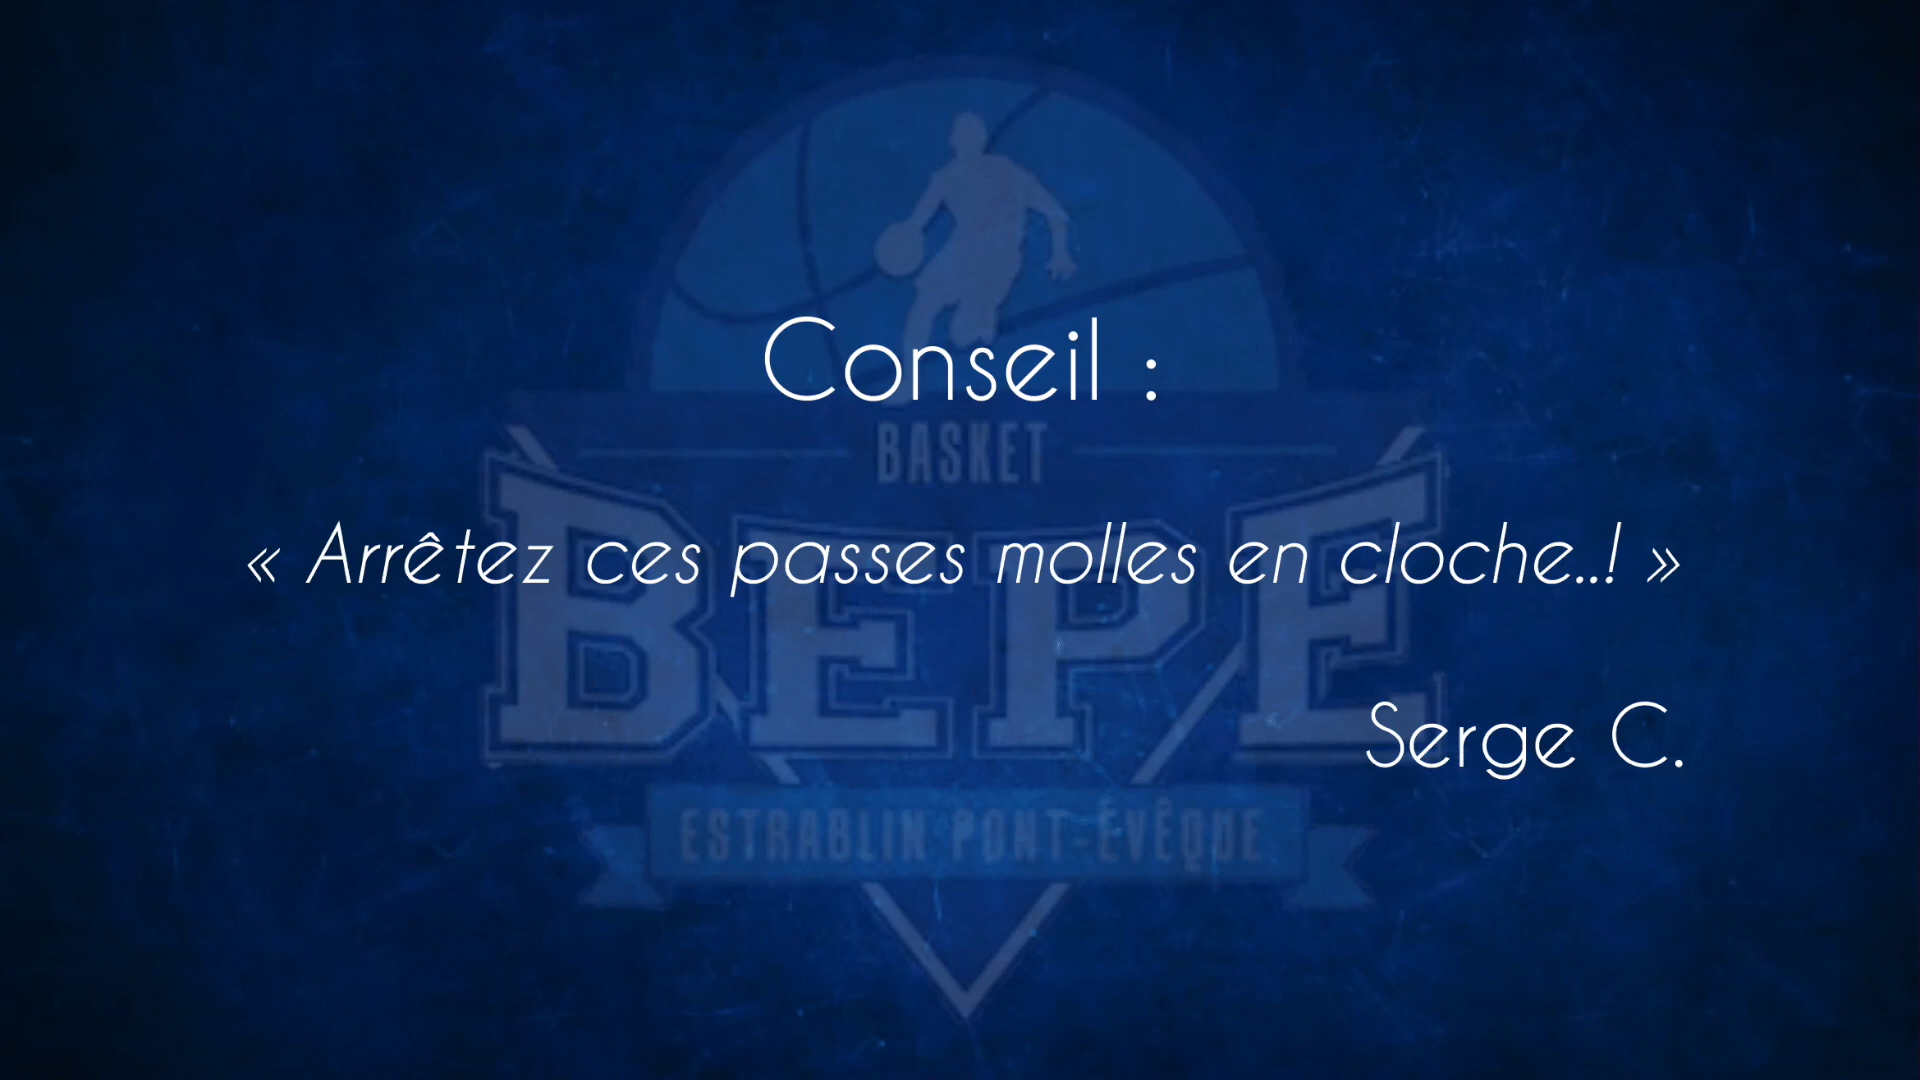 Conseil :
BASKET
BEPE
« Arrêtez ces passes molles en cloche..! »
Serge C.
ESTRABLIN PONT-ÉVÊQUE